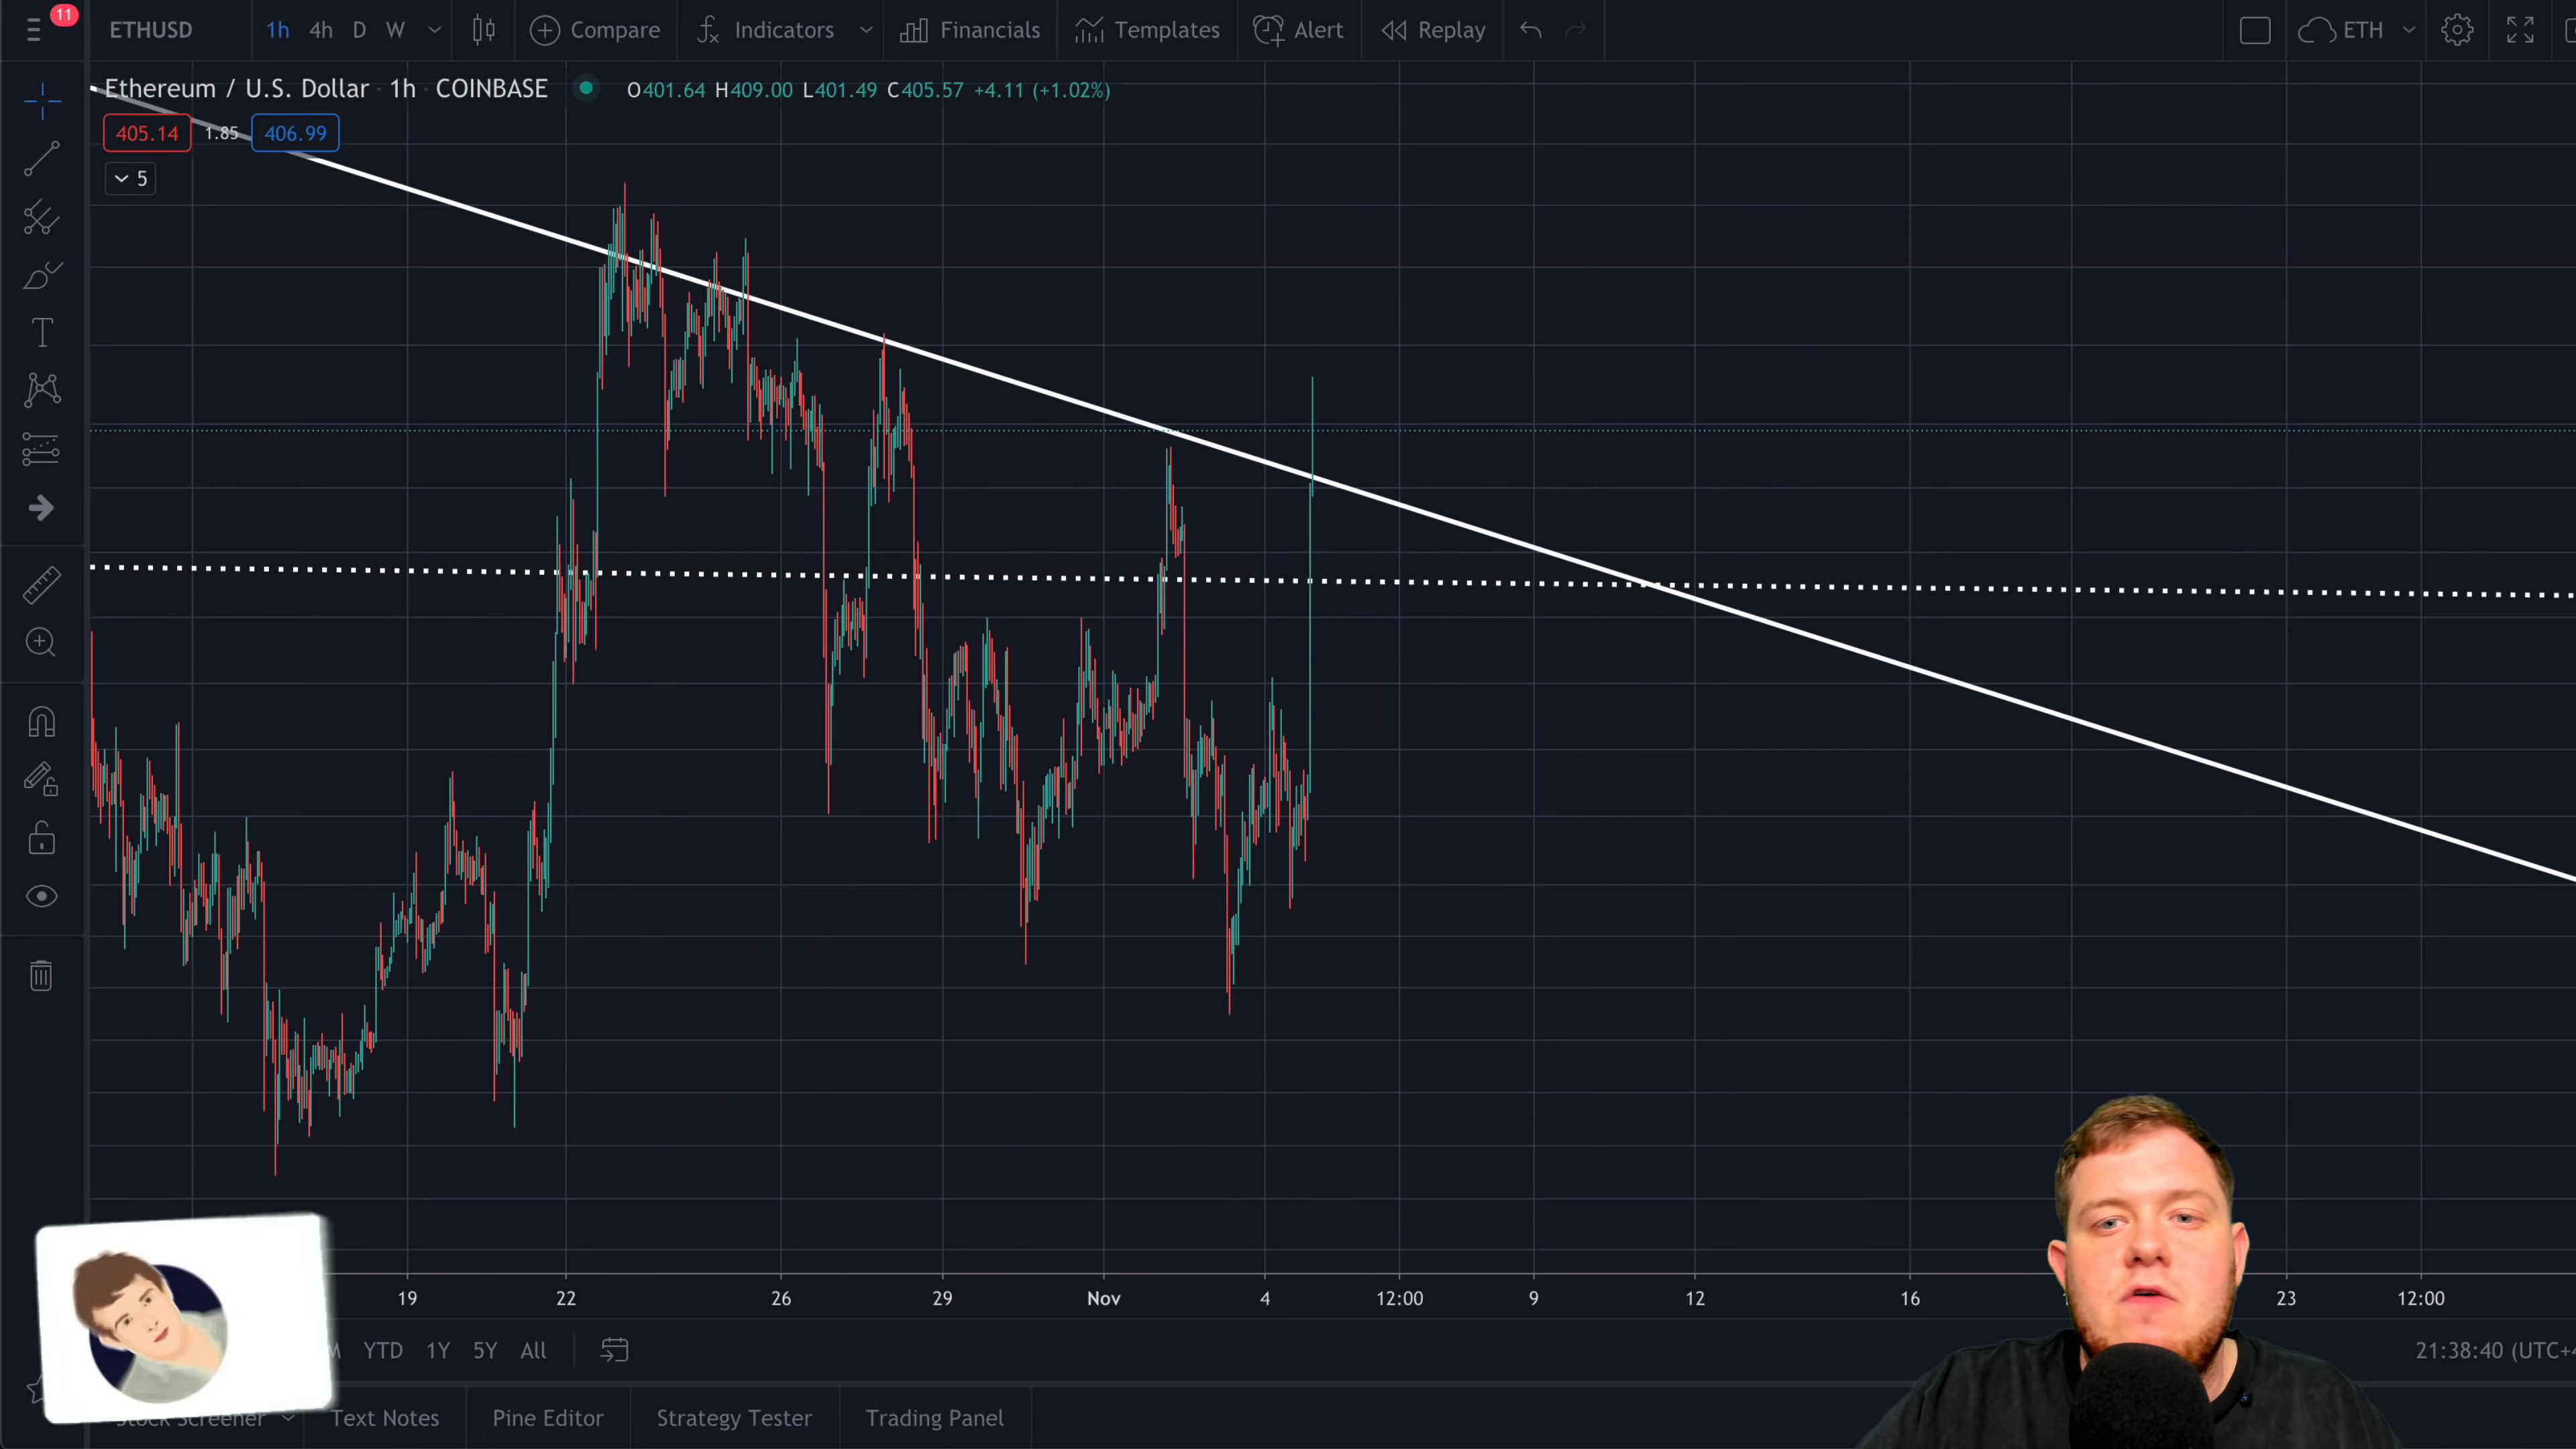 11
ETHUSD 1h 4h D W Compare Indicators Financials Templates Alert Replay ETH
Ethereum / U.S. Dollar · 1h · COINBASE O401.64 H409.00 L401.49 C405.57 +4.11 (+1.02%)
405.14 1.85 406.99
5
19 22 26 29 Nov 4 12:00 9 12 16 23 12:00
YTD 1Y 5Y All 21:38:40
Stock Screener Text Notes Pine Editor Strategy Tester Trading Panel